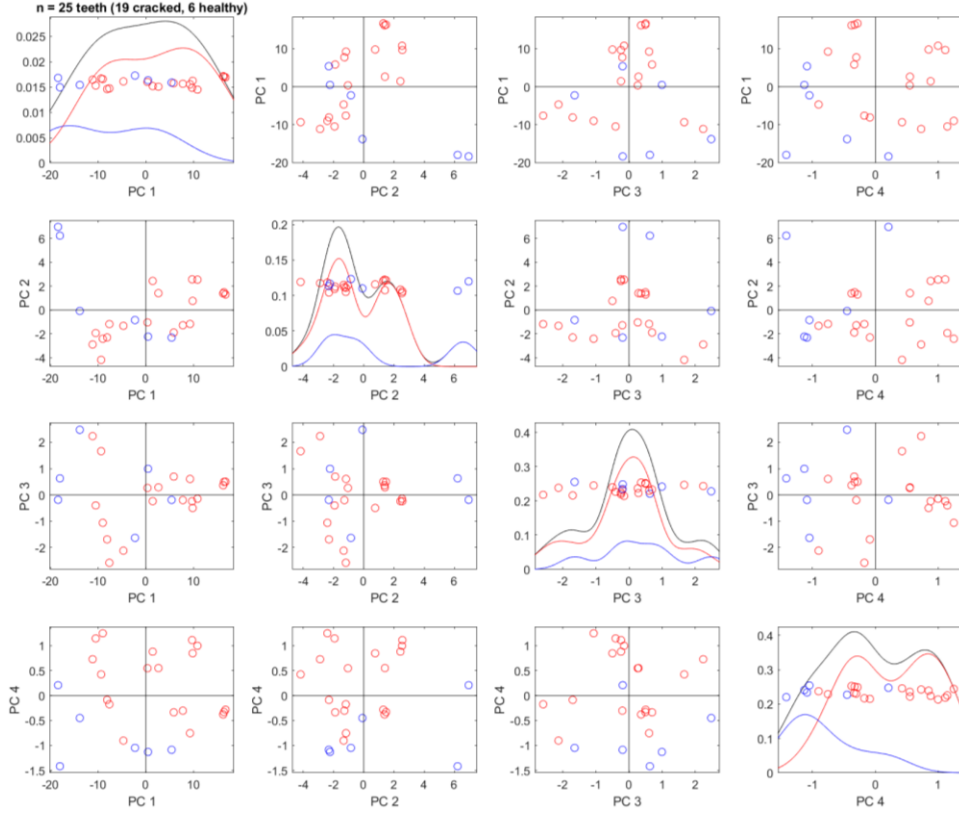 n = 25 teeth (19 cracked, 6 healthy)
0.025
0.02
0.015
0.01
0.005
0
-20 -10 0 10
PC 1
PC 1
10
0
-10
-20
-4 -2 0 2 4 6
PC 2
PC 1
10
0
-10
-20
-2 -1 0 1 2
PC 3
PC 1
10
0
-10
-20
-1 0 1
PC 4
PC 2
6
4
2
0
-2
-4
-20 -10 0 10
PC 1
0.2
0.15
0.1
0.05
0
-4 -2 0 2 4 6
PC 2
PC 2
6
4
2
0
-2
-4
-2 -1 0 1 2
PC 3
PC 2
6
4
2
0
-2
-4
-1 0 1
PC 4
PC 3
2
1
0
-1
-2
-20 -10 0 10
PC 1
PC 3
2
1
0
-1
-2
-4 -2 0 2 4 6
PC 2
0.4
0.3
0.2
0.1
0
-2 -1 0 1 2
PC 3
PC 3
2
1
0
-1
-2
-1 0 1
PC 4
PC 4
1
0.5
0
-0.5
-1
-1.5
-20 -10 0 10
PC 1
PC 4
1
0.5
0
-0.5
-1
-1.5
-4 -2 0 2 4 6
PC 2
PC 4
1
0.5
0
-0.5
-1
-1.5
-2 -1 0 1 2
PC 3
0.4
0.3
0.2
0.1
0
-1 0 1
PC 4